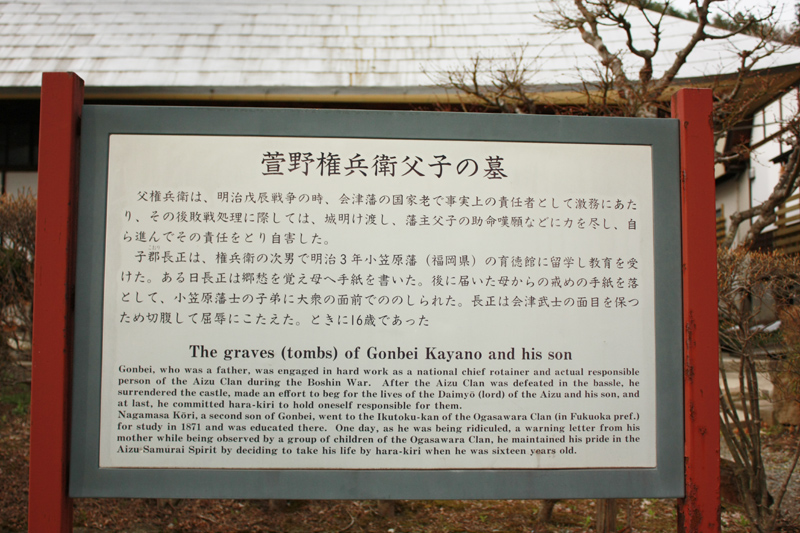 萱野権兵衛父子の墓
父権兵衛は、明治戊辰戦争の時、会津藩の国家老で事実上の責任者として激務にあた
り、その後敗戦処理に際しては、城明け渡し、藩主父子の助命嘆願などに力を尽し、自
ら進んでその責任をとり自害した。
こおり
子郡長正は、権兵衛の次男で明治3年小笠原藩（福岡県）の育徳館に留学し教育を受
けた。ある日長正は郷愁を覚え母へ手紙を書いた。後に届いた母からの戒めの手紙を落
として、小笠原藩士の子弟に大衆の面前でののしられた。長正は会津武士の面目を保つ
ため切腹して屈辱にこたえた。ときに16歳であった
The graves (tombs) of Gonbei Kayano and his son
Gonbei, who was a father, was engaged in hard work as a national chief rotainer and actual responsible
person of the Aizu Clan during the Boshin War. After the Aizu Clan was defeated in the bassle, he
surrendered the castle, made an effort to beg for the lives of the Daimyō (lord) of the Aizu and his son, and
at last, he committed hara-kiri to hold oneself responsible for them.
Nagamasa Kōri, a second son of Gonbei, went to the Ikutoku-kan of the Ogasawara Clan (in Fukuoka pref.)
for study in 1871 and was educated there. One day, as he was being ridiculed, a warning letter from his
mother while being observed by a group of children of the Ogasawara Clan, he maintained his pride in the
Aizu Samurai Spirit by deciding to take his life by hara-kiri when he was sixteen years old.